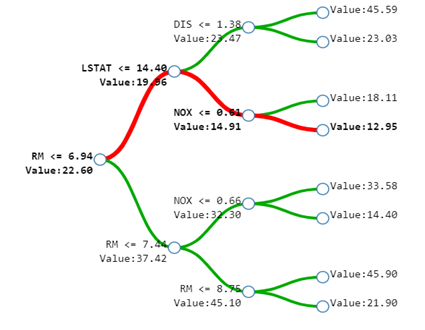 DIS <= 1.38
Value:23.47
Value:45.59
Value:23.03
LSTAT <= 14.40
Value:19.96
NOX <= 0.61
Value:14.91
Value:18.11
Value:12.95
RM <= 6.94
Value:22.60
NOX <= 0.66
Value:32.30
Value:33.58
Value:14.40
RM <= 7.44
Value:37.42
RM <= 8.75
Value:45.10
Value:45.90
Value:21.90